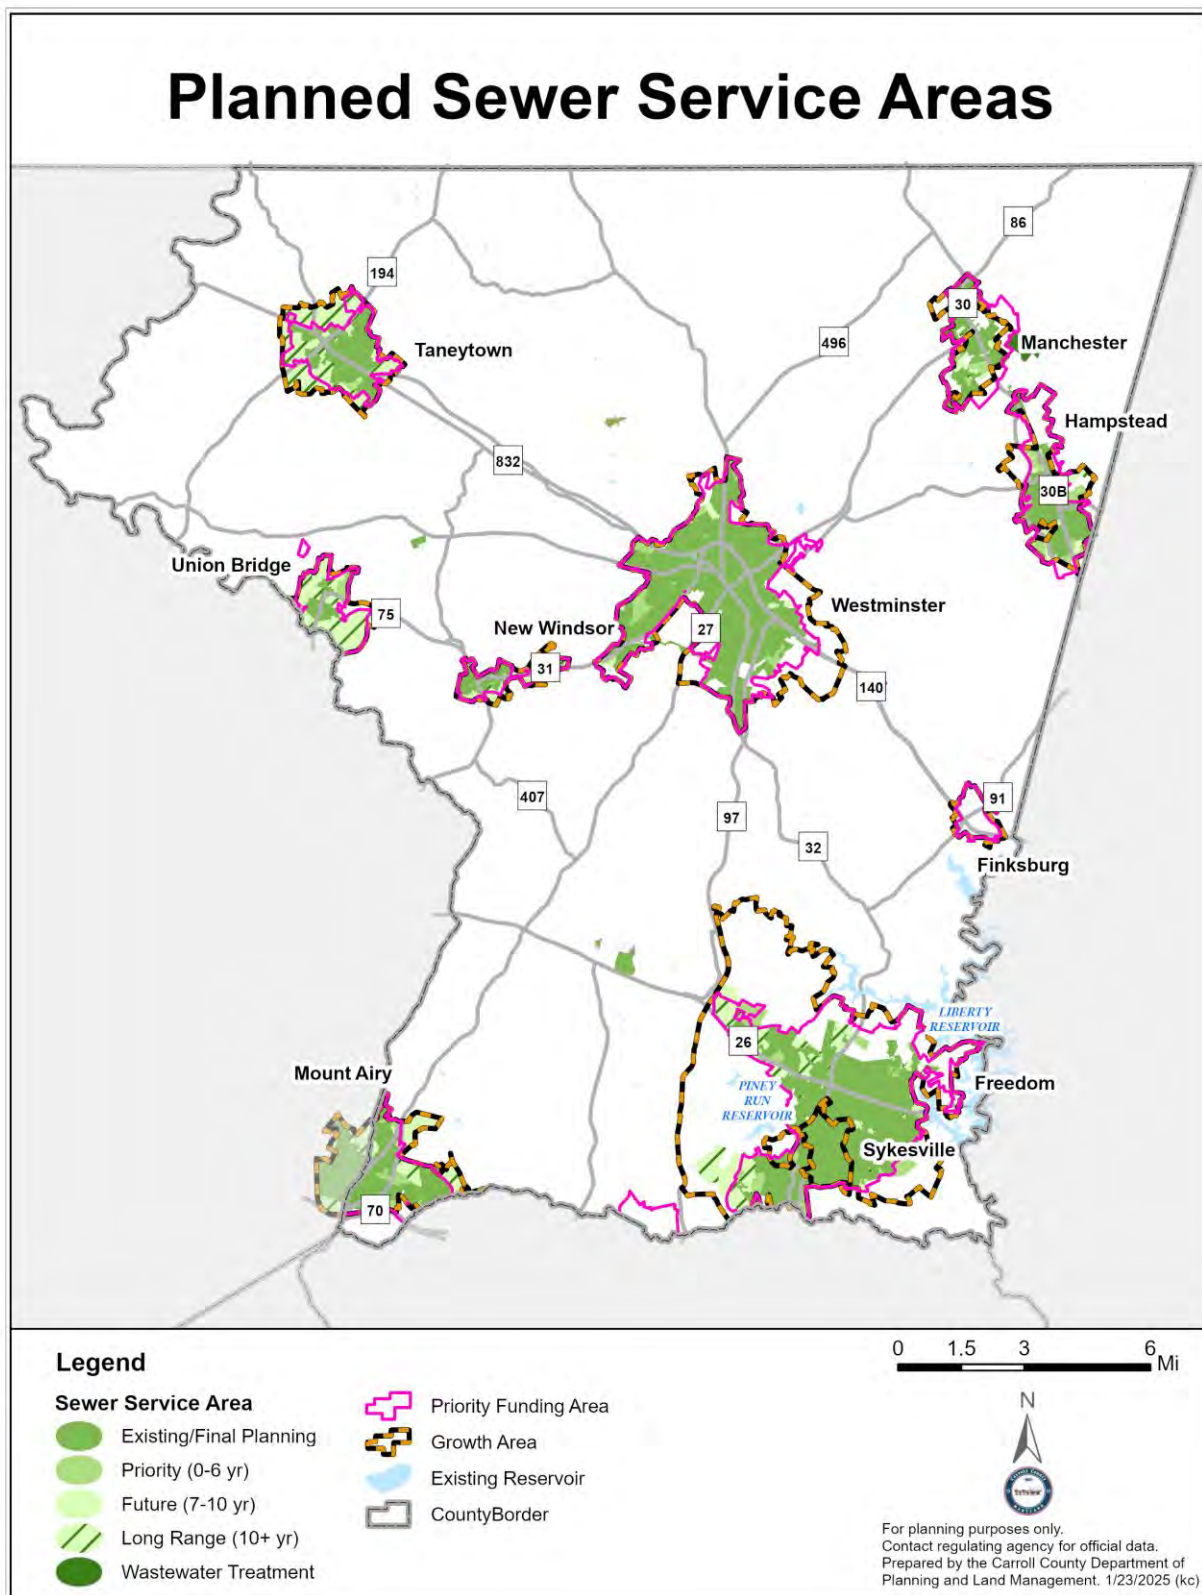 Planned Sewer Service Areas
86
194
30
496
Manchester
Taneytown
Hampstead
832
30B
Union Bridge
75
New Windsor
27
Westminster
31
140
407
91
97
32
Finksburg
LIBERTY
RESERVOIR
26
Mount Airy
PINEY
RUN
RESERVOIR
Freedom
Sykesville
70
Legend
Sewer Service Area
Existing/Final Planning
Priority (0-6 yr)
Future (7-10 yr)
Long Range (10+ yr)
Wastewater Treatment
Priority Funding Area
Growth Area
Existing Reservoir
CountyBorder
0 1.5 3 6
Mi
N
For planning purposes only.
Contact regulating agency for official data.
Prepared by the Carroll County Department of
Planning and Land Management. 1/23/2025 (kc)